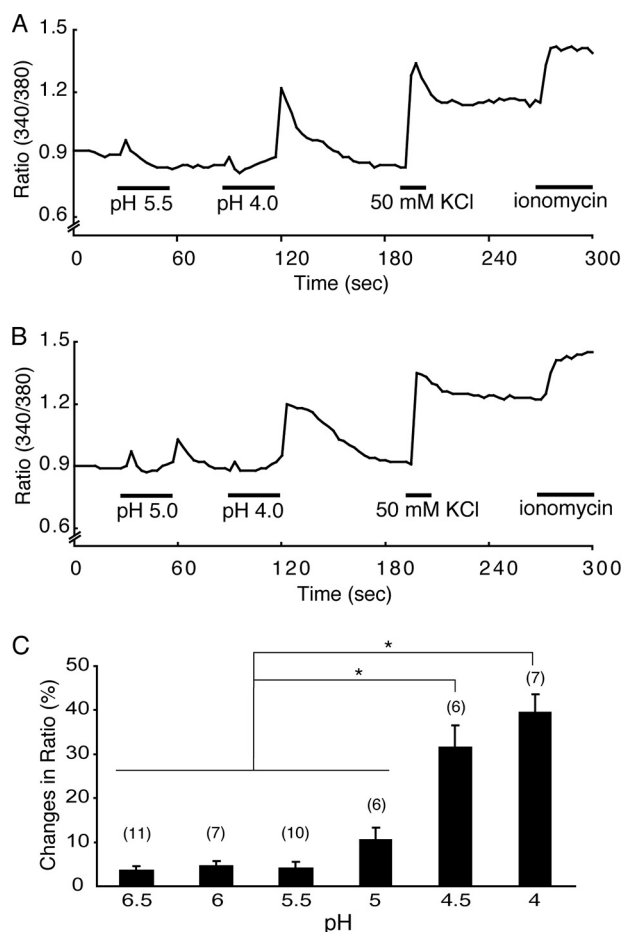 A
1.5
1.2
0.9
0.6
Ratio (340/380)
pH 5.5 pH 4.0 50 mM KCl ionomycin
0 60 120 180 240 300
Time (sec)
B
1.5
1.2
0.9
0.6
Ratio (340/380)
pH 5.0 pH 4.0 50 mM KCl ionomycin
0 60 120 180 240 300
Time (sec)
C
50
40
30
20
10
0
Changes in Ratio (%)
*
*
(11) (7) (10) (6) (6) (7)
6.5 6 5.5 5 4.5 4
pH